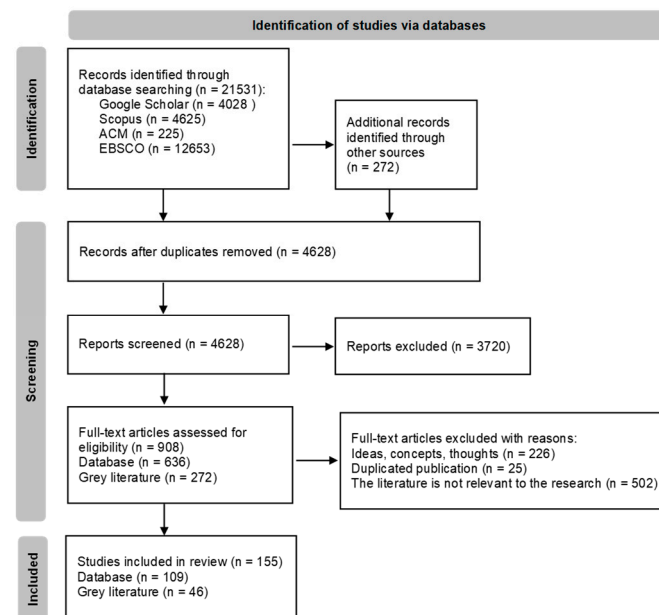 Identification of studies via databases
Identification
Records identified through
database searching (n = 21531):
Google Scholar (n = 4028 )
Scopus (n = 4625)
ACM (n = 225)
EBSCO (n = 12653)
Additional records
identified through
other sources
(n = 272)
Screening
Records after duplicates removed (n = 4628)
Reports screened (n = 4628)
Reports excluded (n = 3720)
Full-text articles assessed for
eligibility (n = 908)
Database (n = 636)
Grey literature (n = 272)
Full-text articles excluded with reasons:
Ideas, concepts, thoughts (n = 226)
Duplicated publication (n = 25)
The literature is not relevant to the research (n = 502)
Included
Studies included in review (n = 155)
Database (n = 109)
Grey literature (n = 46)